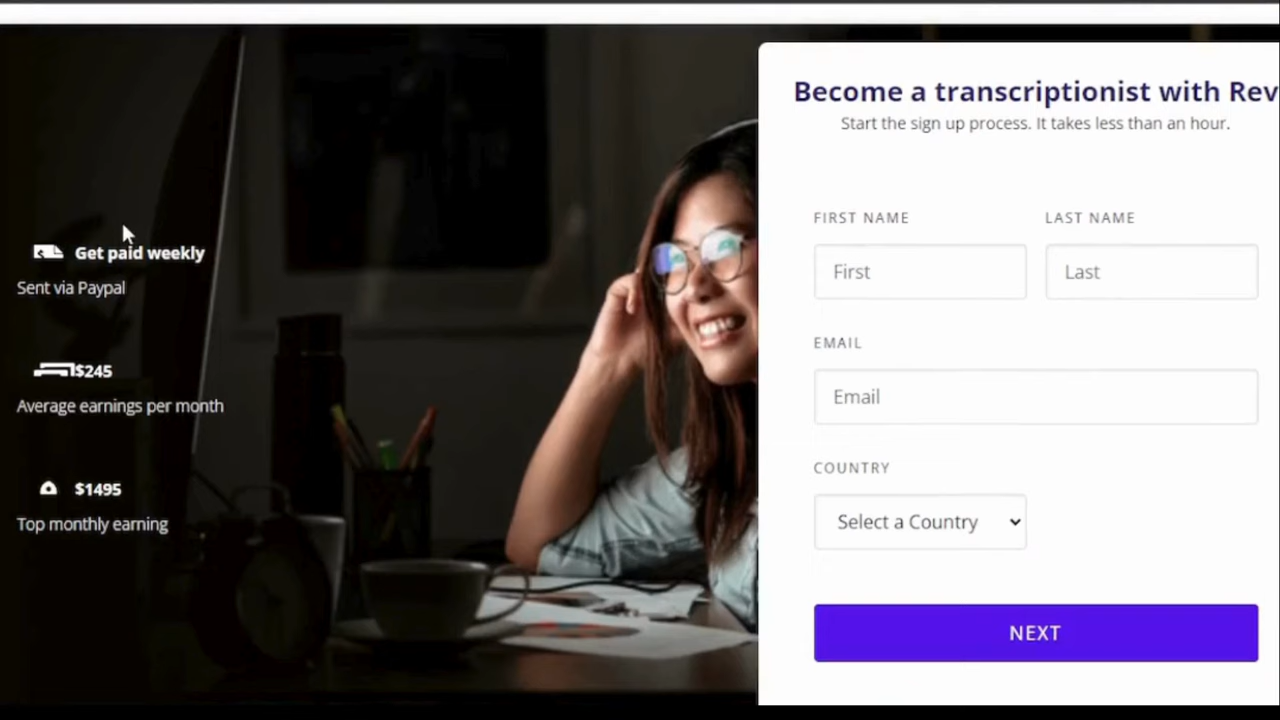 Get paid weekly
Sent via Paypal
$245
Average earnings per month
$1495
Top monthly earning
Become a transcriptionist with Rev
Start the sign up process. It takes less than an hour.
FIRST NAME LAST NAME
First Last
EMAIL
Email
COUNTRY
Select a Country
NEXT